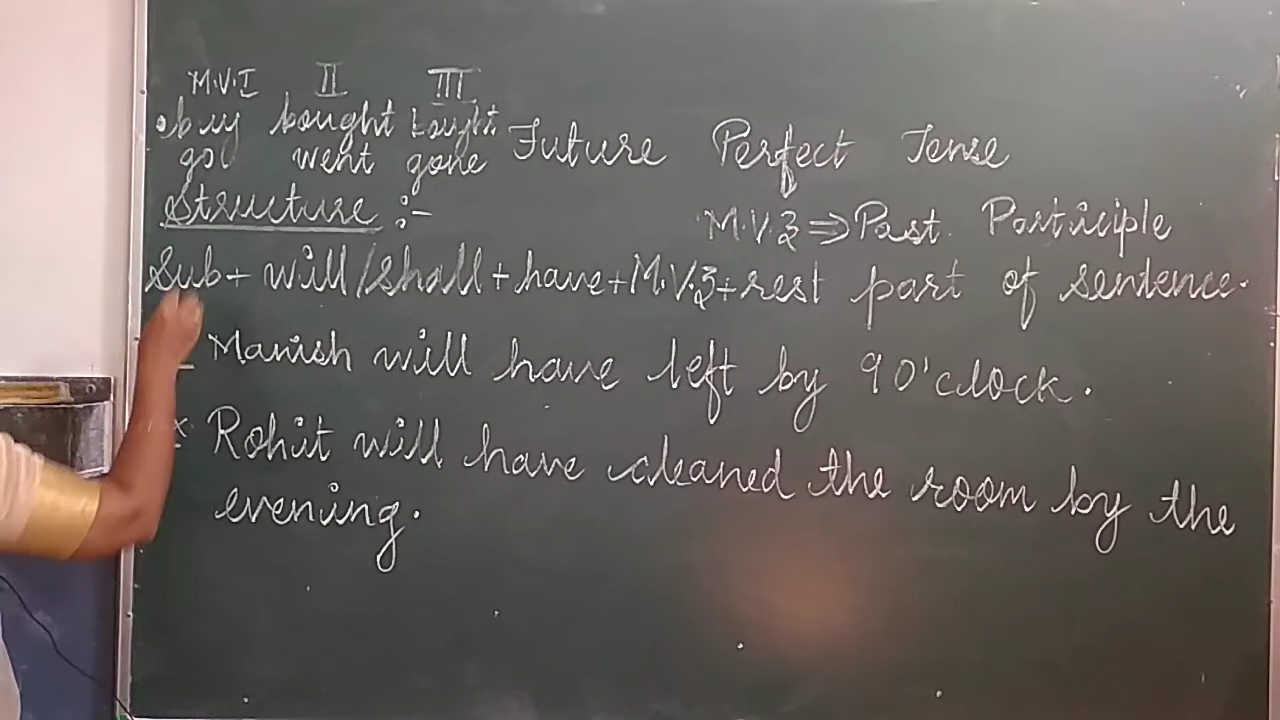 M.V.I II III
buy bought bought
go went gone
Future Perfect Tense
Structure :-
M.V.3 ⇒ Past Participle
Sub + will/shall + have + M.V.3 + rest part of sentence.
Manish will have left by 9 O'clock.
x Rohit will have cleaned the room by the
evening.